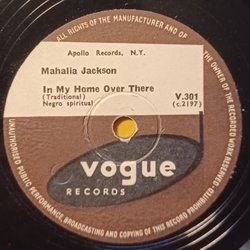 ALL RIGHTS OF THE MANUFACTURER AND OF THE OWNER OF THE RECORDED WORK RESERVED
UNAUTHORISED PUBLIC PERFORMANCE BROADCASTING AND COPYING OF THIS RECORD PROHIBITED
Apollo Records, N.Y.
Mahalia Jackson
In My Home Over There
(Traditional) V.301
Negro spiritual (c.2197)
vogue
RECORDS